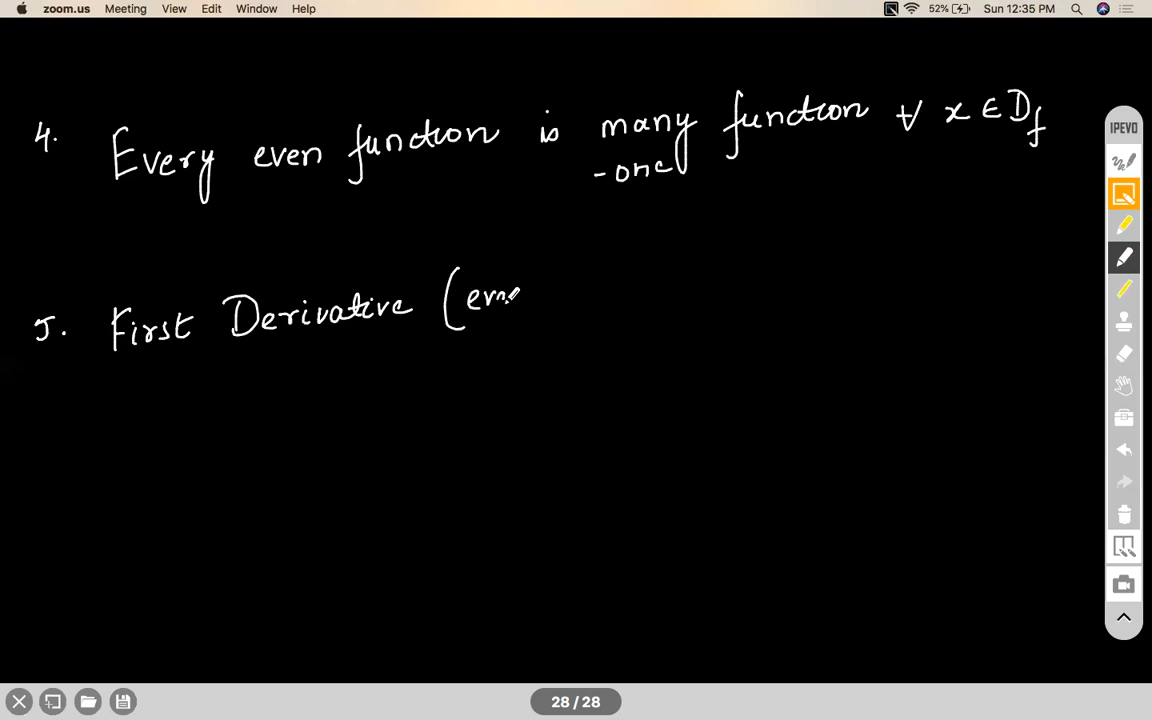 zoom.us Meeting View Edit Window Help 52% Sun 12:35 PM
4. Every even function is many function ∀ x ∈ Df
-one
IPEVO
5. First Derivative (
28 / 28